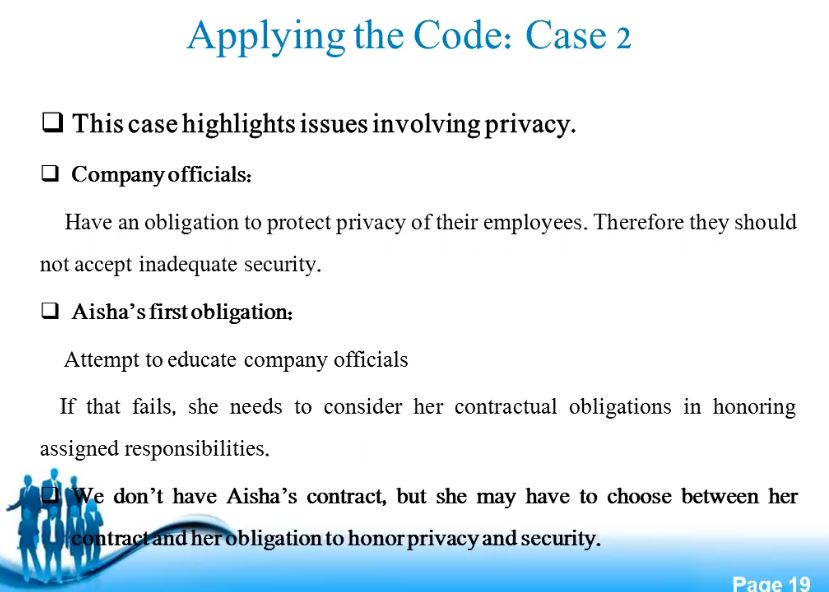 Applying the Code: Case 2
❑ This case highlights issues involving privacy.
❑ Company officials:
Have an obligation to protect privacy of their employees. Therefore they should
not accept inadequate security.
❑ Aisha's first obligation:
Attempt to educate company officials
If that fails, she needs to consider her contractual obligations in honoring
assigned responsibilities.
❑ We don't have Aisha's contract, but she may have to choose between her
contract and her obligation to honor privacy and security.
Page 19